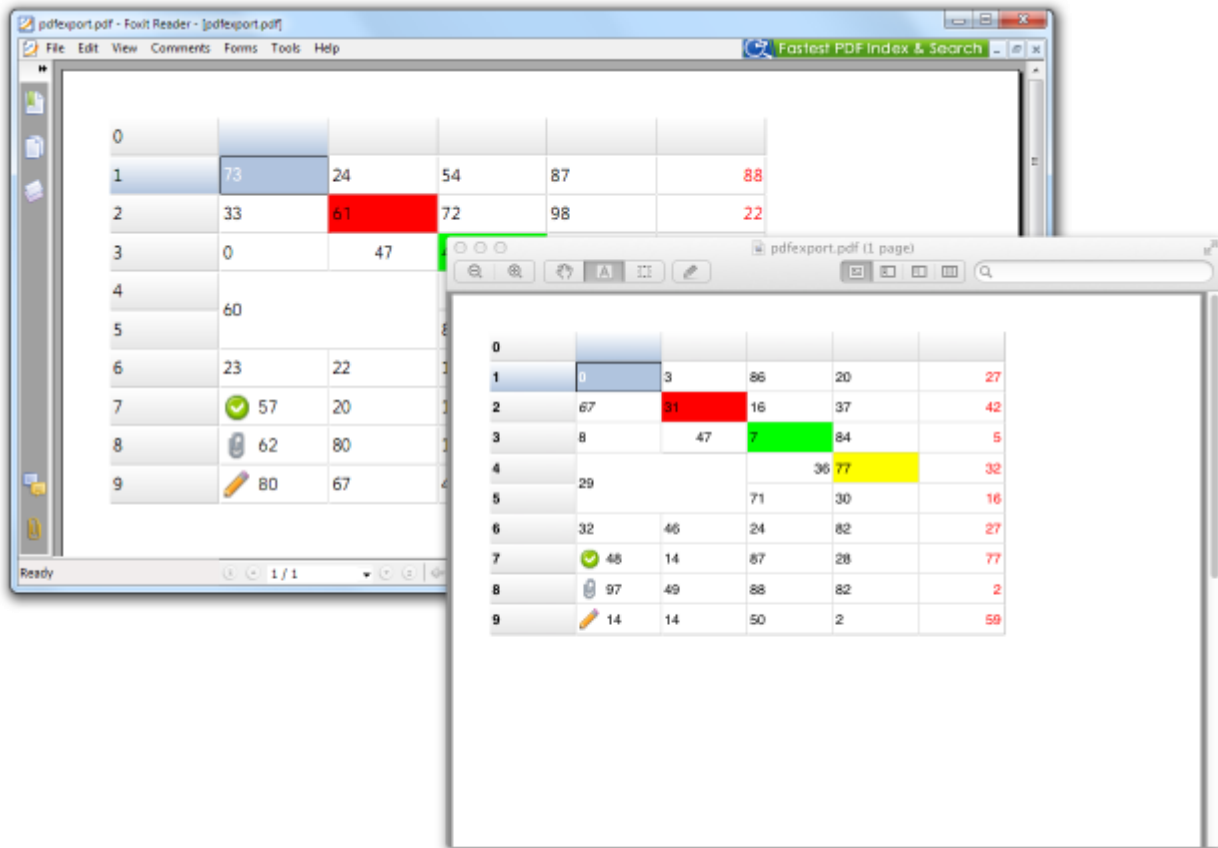 pdfexport.pdf - Foxit Reader - [pdfexport.pdf]
File Edit View Comments Forms Tools Help
Fastest PDF Index & Search
0
1 73 24 54 87 88
2 33 61 72 98 22
3 0 47
4
60
5
6 23 22
7 57 20
8 62 80
9 80 67
Ready
1 / 1
pdfexport.pdf (1 page)
0
1 0 3 86 20 27
2 67 31 16 37 42
3 8 47 7 84 5
4 36 77 32
29
5 71 30 16
6 32 46 24 82 27
7 48 14 87 28 77
8 97 49 88 82 2
9 14 14 50 2 59